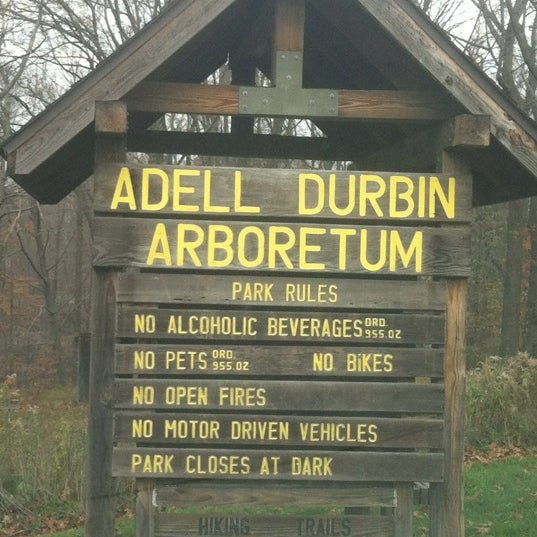 ADELL DURBIN
ARBORETUM
PARK RULES
NO ALCOHOLIC BEVERAGES ORD. 955.02
NO PETS ORD. 955.02 NO BIKES
NO OPEN FIRES
NO MOTOR DRIVEN VEHICLES
PARK CLOSES AT DARK
HIKING TRAILS